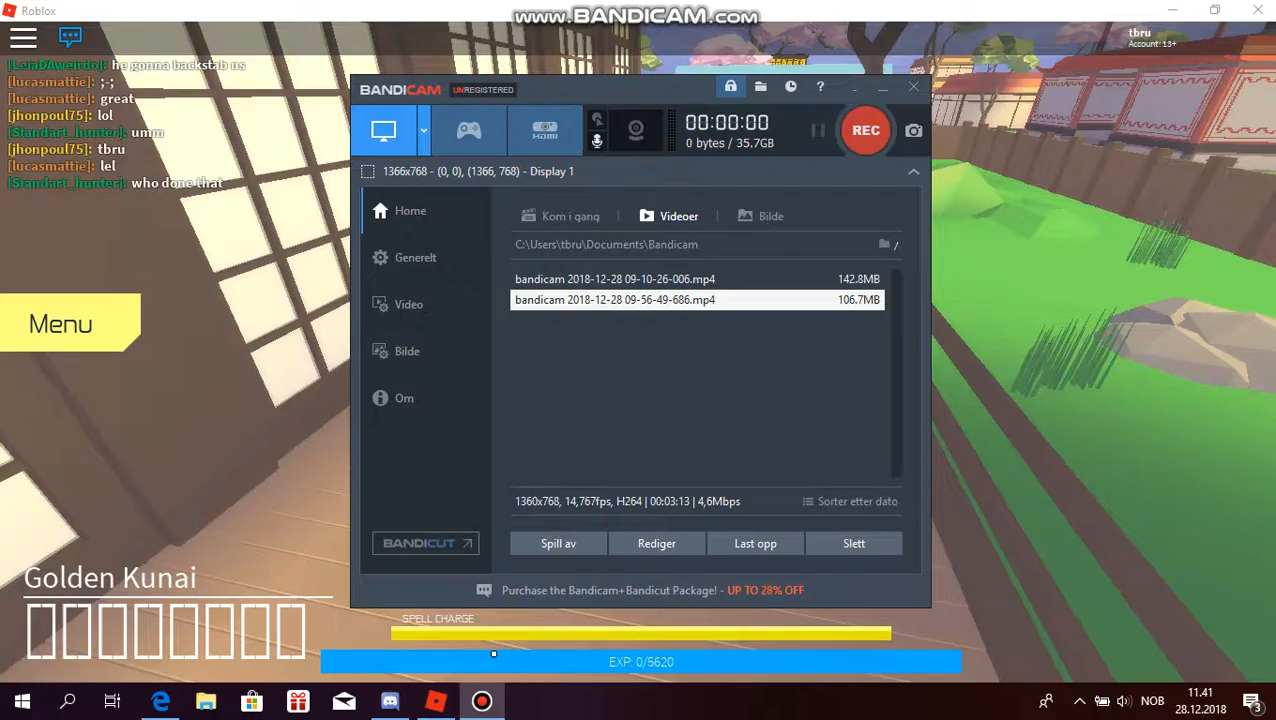 Roblox
www.BANDICAM.com
tbru
Account: 13+
[LeiaDAweirdo]: he gonna backstab us
[lucasmattie]: ;-;
[lucasmattie]: great
[jhonpoul75]: lol
[Standart_hunter]: umm
[jhonpoul75]: tbru
[lucasmattie]: lel
[Standart_hunter]: who done that
BANDICAM UNREGISTERED
?
HDMI
00:00:00
0 bytes / 35.7GB
REC
1366x768 - (0, 0), (1366, 768) - Display 1
Home
Generelt
Video
Bilde
Om
Kom i gang
Videoer
Bilde
C:\Users\tbru\Documents\Bandicam
/
bandicam 2018-12-28 09-10-26-006.mp4 142.8MB
bandicam 2018-12-28 09-56-49-686.mp4 106.7MB
1360x768, 14,767fps, H264 | 00:03:13 | 4,6Mbps
Sorter etter dato
BANDICUT
Spill av
Rediger
Last opp
Slett
Purchase the Bandicam+Bandicut Package! - UP TO 28% OFF
Menu
Golden Kunai
SPELL CHARGE
EXP: 0/5620
NOB
11.41
28.12.2018
3